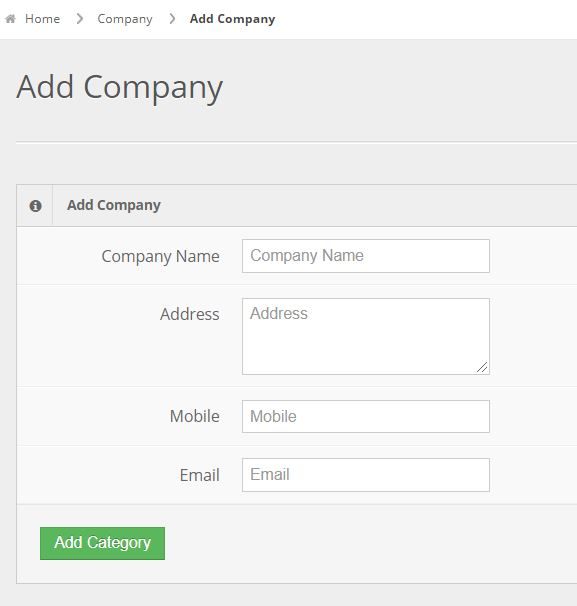 Home > Company > Add Company
Add Company
Add Company
Company Name Company Name
Address Address
Mobile Mobile
Email Email
Add Category